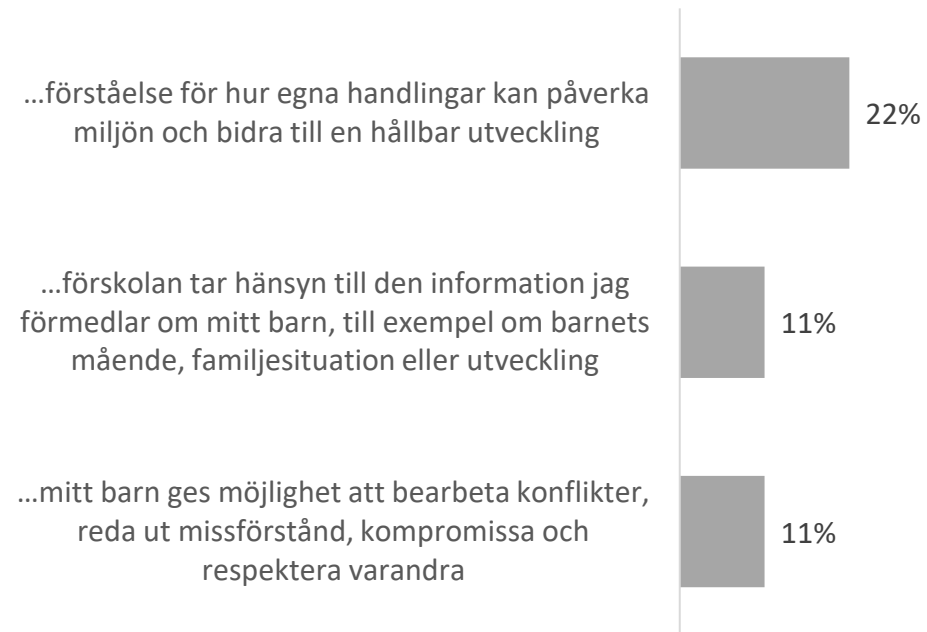 …förståelse för hur egna handlingar kan påverka
miljön och bidra till en hållbar utveckling
22%
…förskolan tar hänsyn till den information jag
förmedlar om mitt barn, till exempel om barnets
mående, familjesituation eller utveckling
11%
…mitt barn ges möjlighet att bearbeta konflikter,
reda ut missförstånd, kompromissa och
respektera varandra
11%